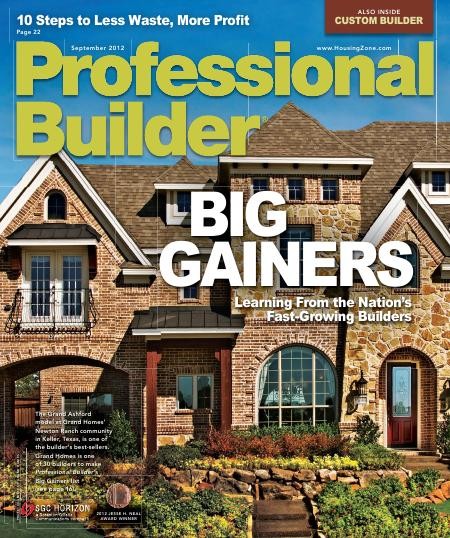 10 Steps to Less Waste, More Profit
Page 22
ALSO INSIDE
CUSTOM BUILDER
September 2012
www.HousingZone.com
Professional
Builder
BIG
GAINERS
Learning From the Nation's
Fast-Growing Builders
The Grand Ashford
model at Grand Homes'
Newton Ranch community
in Keller, Texas, is one of
the builder's best-sellers.
Grand Homes is one
of 30 builders to make
Professional Builder's
Big Gainers list
(see page 16).
SGC HORIZON
2012 JESSE H. NEAL
AWARD WINNER